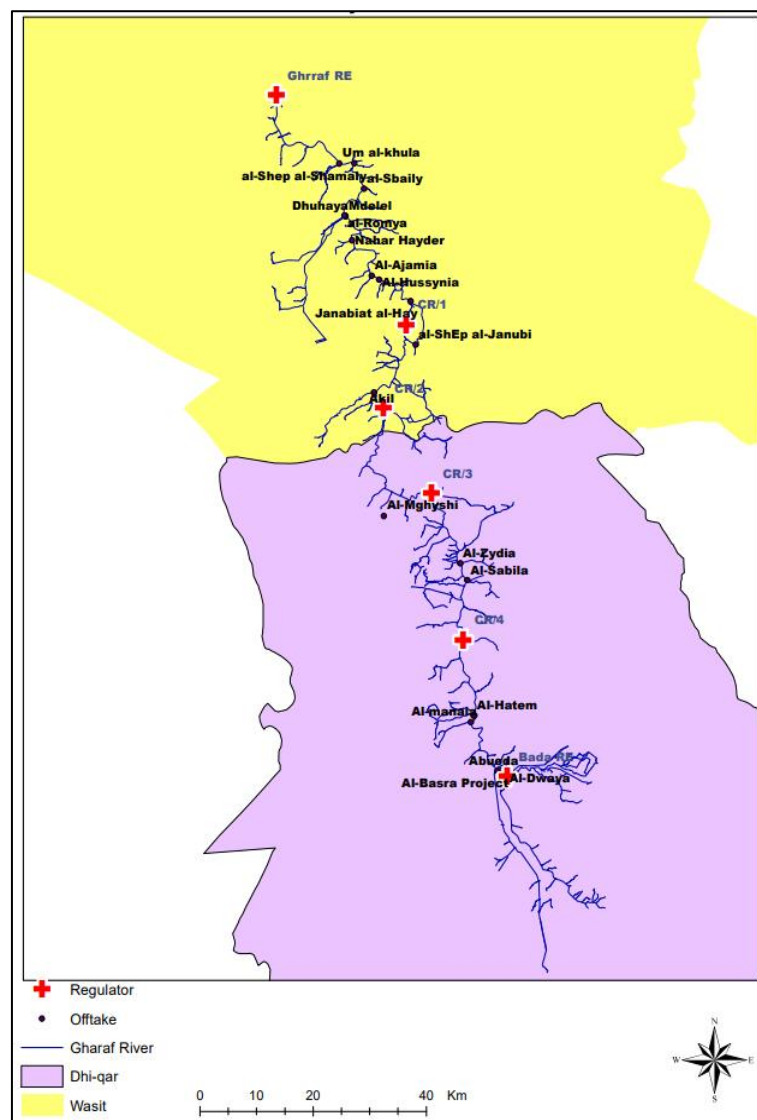 Ghrraf RE
Um al-khula
al-Shep al-Shamaly
al-Sbaily
Dhuhaya
Mdelel
al-Romya
Nahar Hayder
Al-Ajamia
Al-Hussynia
CR/1
Janabiat al-Hay
al-ShEp al-Janubi
CR/2
Akil
CR/3
Al-Mghyshi
Al-Zydia
Al-Sabila
CR/4
Al-Hatem
Abueda
Bada RE
Al-Dwaya
Al-Basra Project
Regulator
Offtake
Gharaf River
Dhi-qar
Wasit
0 10 20 40 Km
N
W E
S